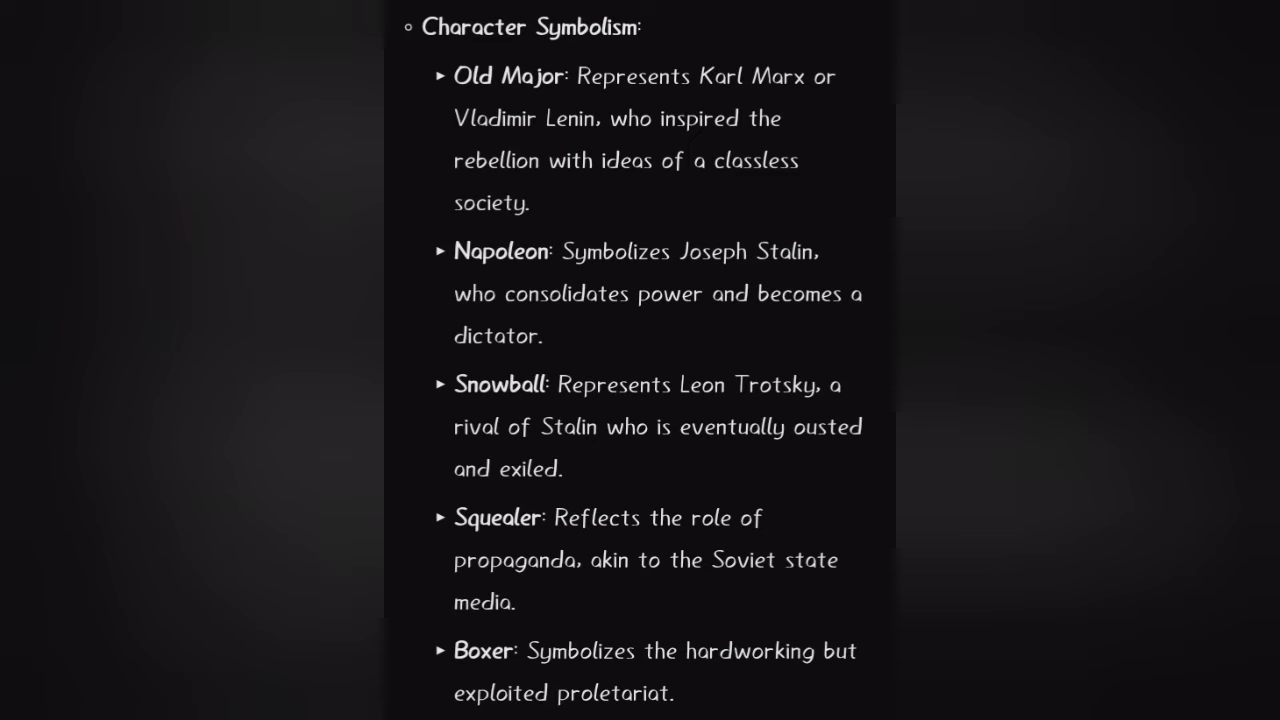 ◦ Character Symbolism:
▸ Old Major: Represents Karl Marx or
Vladimir Lenin, who inspired the
rebellion with ideas of a classless
society.
▸ Napoleon: Symbolizes Joseph Stalin,
who consolidates power and becomes a
dictator.
▸ Snowball: Represents Leon Trotsky, a
rival of Stalin who is eventually ousted
and exiled.
▸ Squealer: Reflects the role of
propaganda, akin to the Soviet state
media.
▸ Boxer: Symbolizes the hardworking but
exploited proletariat.